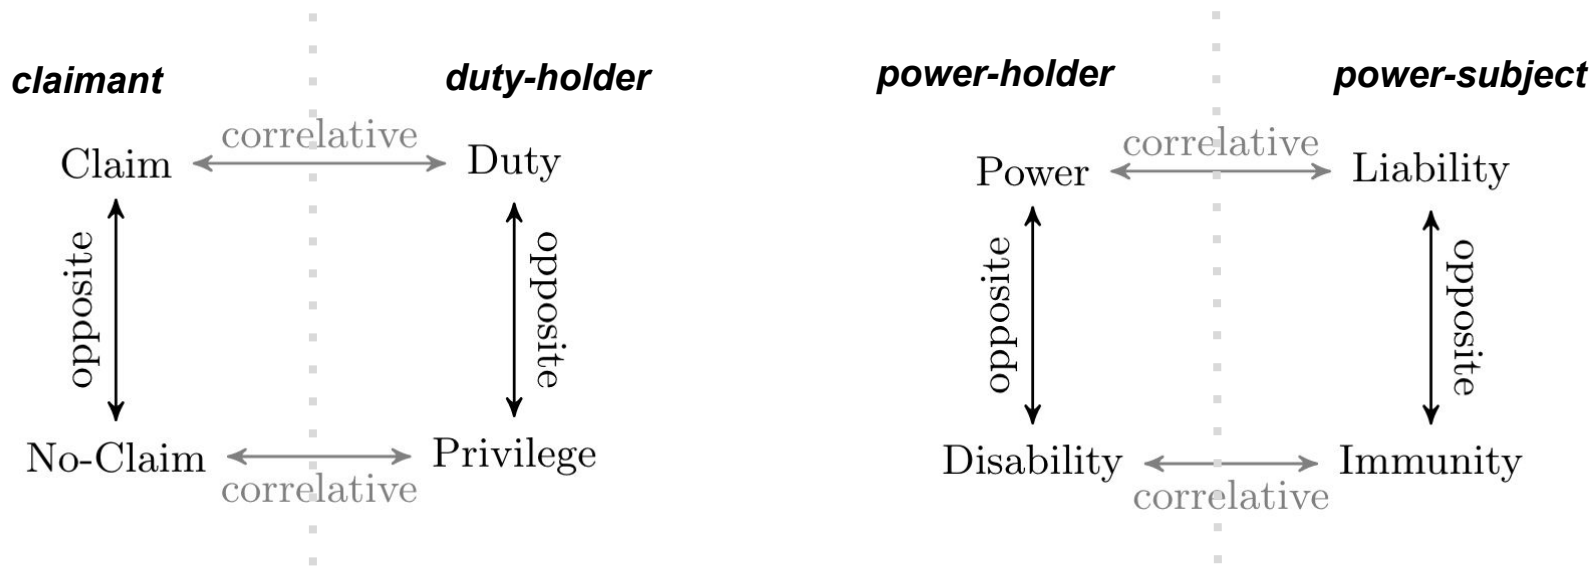 claimant
duty-holder
correlative
Claim
Duty
opposite
opposite
No-Claim
Privilege
correlative
power-holder
power-subject
correlative
Power
Liability
opposite
opposite
Disability
Immunity
correlative